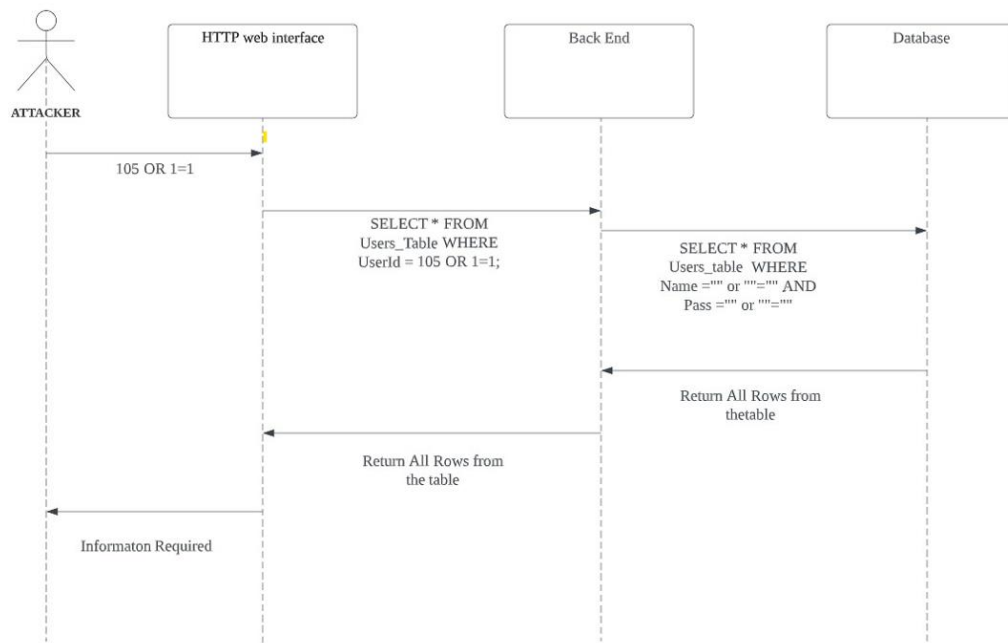 HTTP web interface
Back End
Database
ATTACKER
105 OR 1=1
SELECT * FROM
Users_Table WHERE
UserId = 105 OR 1=1;
SELECT * FROM
Users_table WHERE
Name ="" or ""="" AND
Pass ="" or ""=""
Return All Rows from
thetable
Return All Rows from
the table
Informaton Required